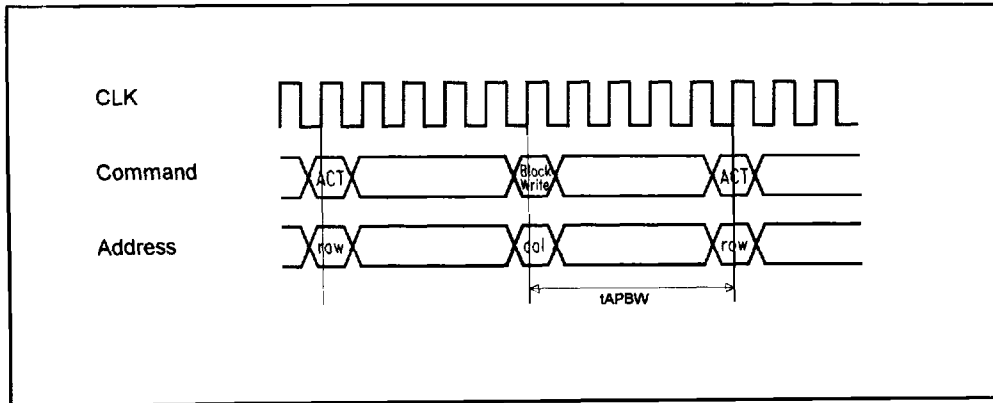 CLK
Command ACT Block Write ACT
Address row col row
tAPBW